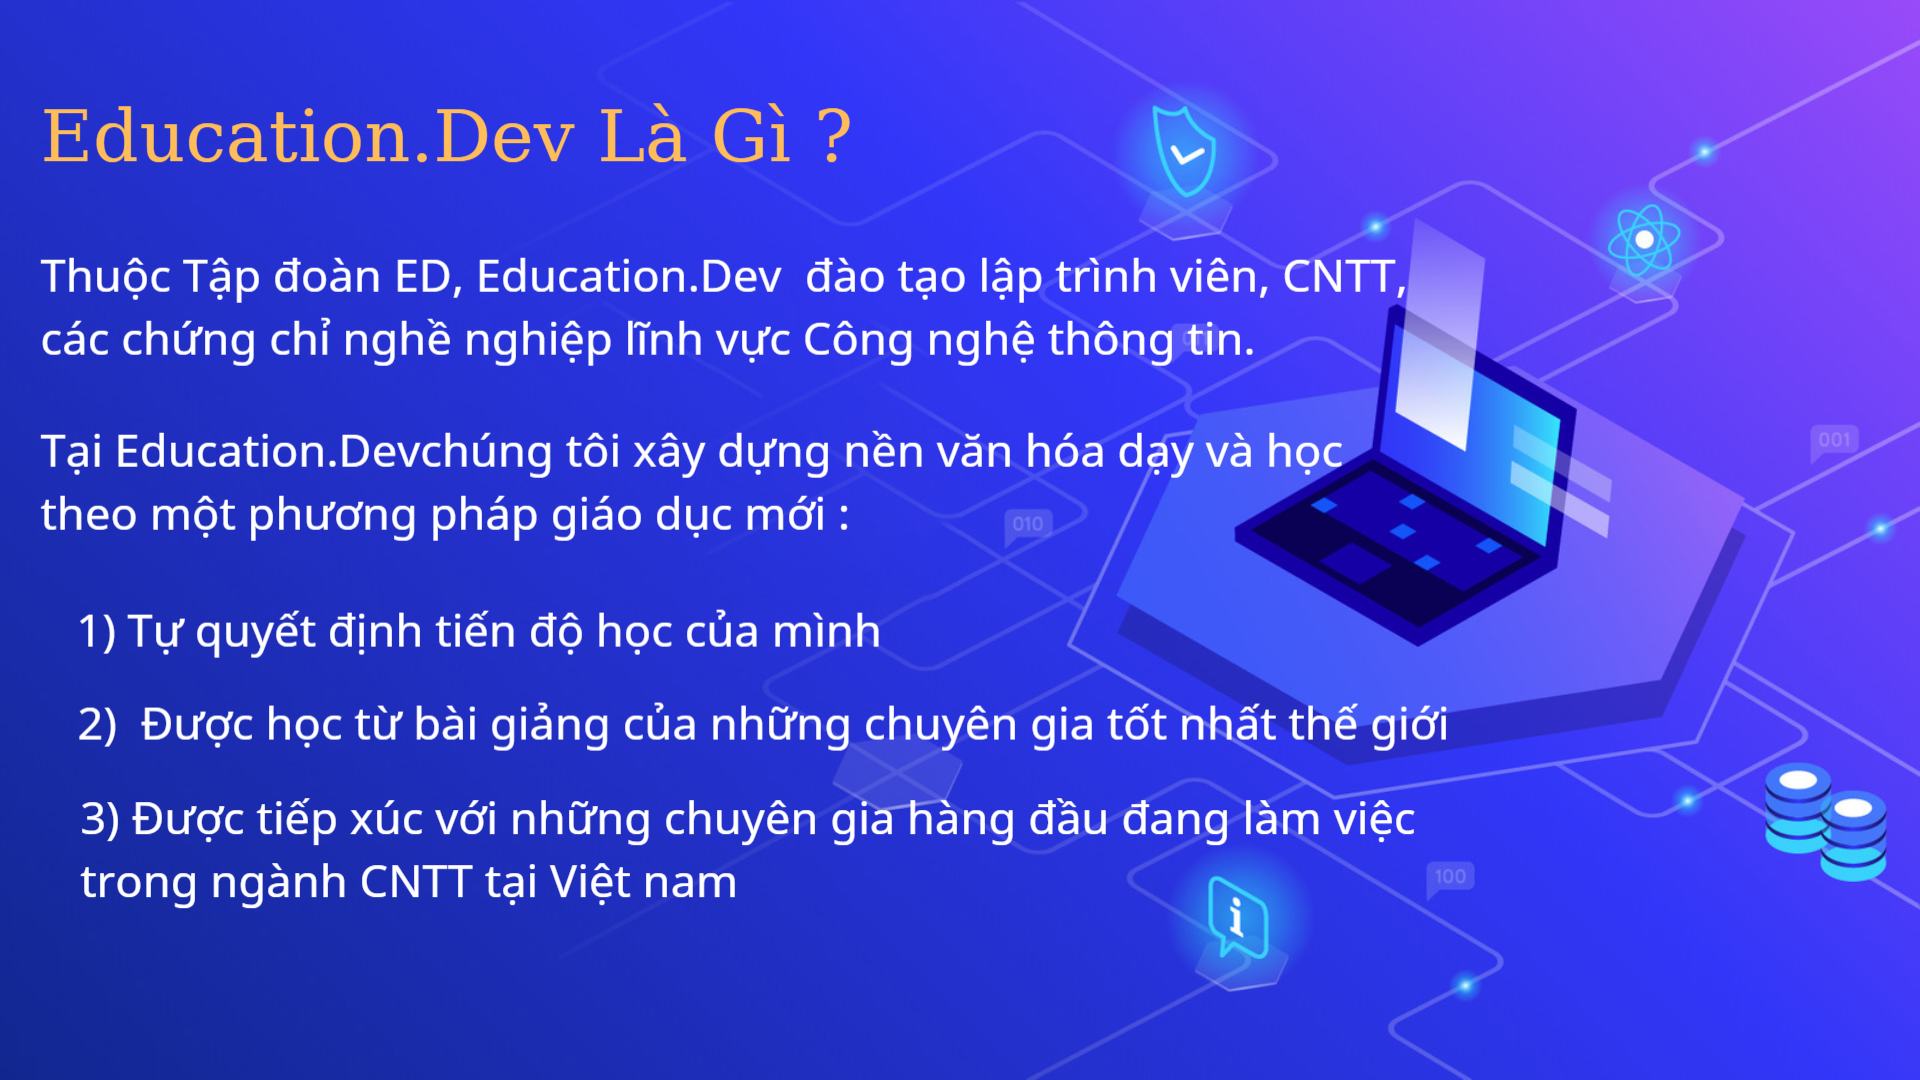 Education.Dev Là Gì ?
Thuộc Tập đoàn ED, Education.Dev  đào tạo lập trình viên, CNTT,
các chứng chỉ nghề nghiệp lĩnh vực Công nghệ thông tin.
Tại Education.Devchúng tôi xây dựng nền văn hóa dạy và học
theo một phương pháp giáo dục mới :
001
010
1) Tự quyết định tiến độ học của mình
2)  Được học từ bài giảng của những chuyên gia tốt nhất thế giới
3) Được tiếp xúc với những chuyên gia hàng đầu đang làm việc
trong ngành CNTT tại Việt nam
100
i